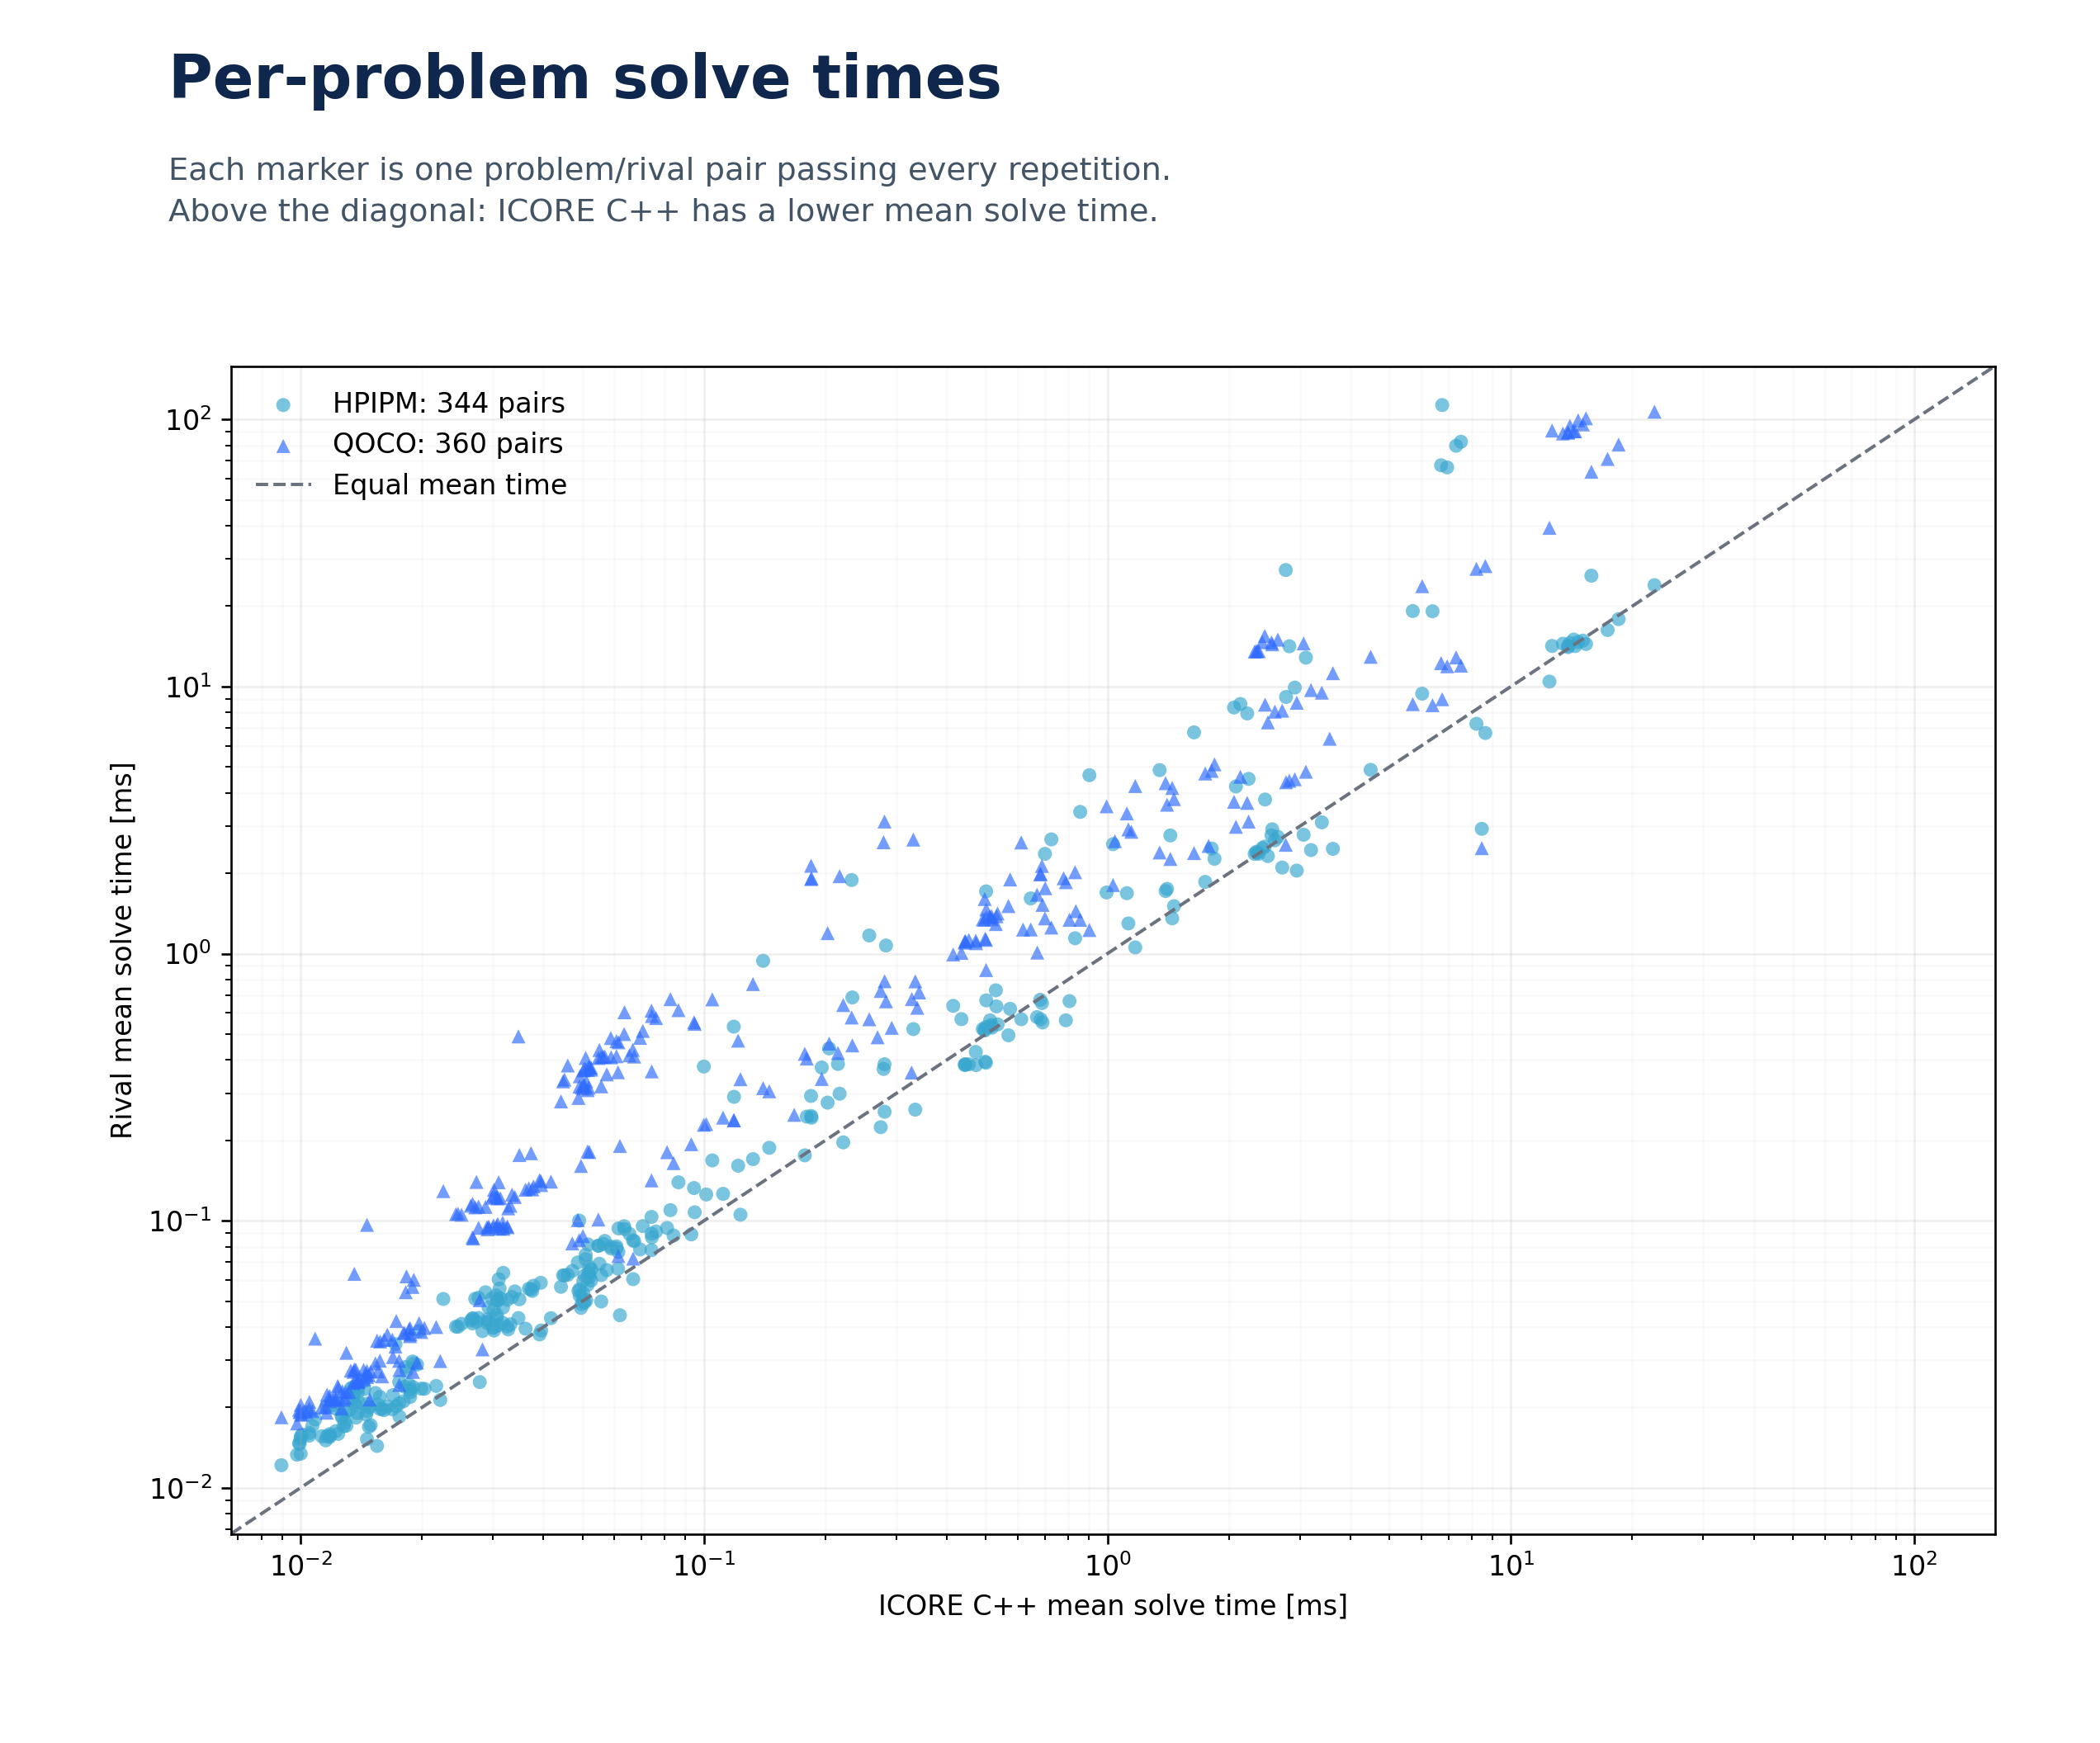 Per-problem solve times
Each marker is one problem/rival pair passing every repetition.
Above the diagonal: ICORE C++ has a lower mean solve time.
HPIPM: 344 pairs
QOCO: 360 pairs
Equal mean time
10²
10¹
10⁰
10⁻¹
10⁻²
Rival mean solve time [ms]
10⁻² 10⁻¹ 10⁰ 10¹ 10²
ICORE C++ mean solve time [ms]